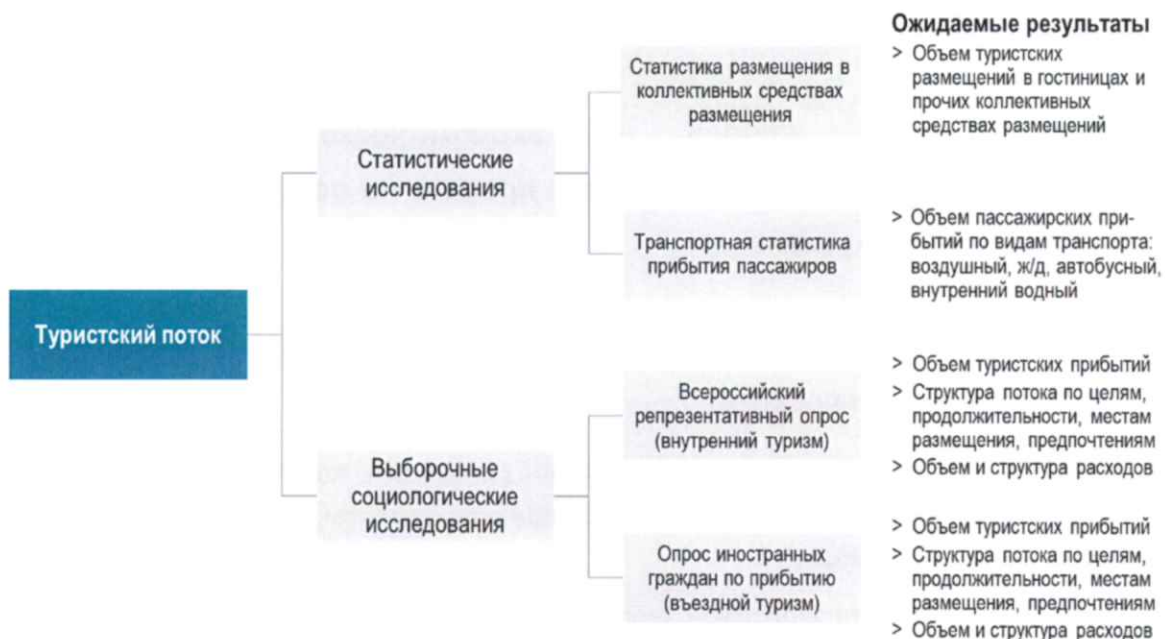 Ожидаемые результаты
Статистика размещения в
коллективных средствах
размещения
> Объем туристских
размещений в гостиницах и
прочих коллективных
средствах размещений
Статистические
исследования
Транспортная статистика
прибытия пассажиров
> Объем пассажирских при-
бытий по видам транспорта:
воздушный, ж/д, автобусный,
внутренний водный
Туристский поток
Всероссийский
репрезентативный опрос
(внутренний туризм)
> Объем туристских прибытий
> Структура потока по целям,
продолжительности, местам
размещения, предпочтениям
> Объем и структура расходов
Выборочные
социологические
исследования
Опрос иностранных
граждан по прибытию
(въездной туризм)
> Объем туристских прибытий
> Структура потока по целям,
продолжительности, местам
размещения, предпочтениям
> Объем и структура расходов